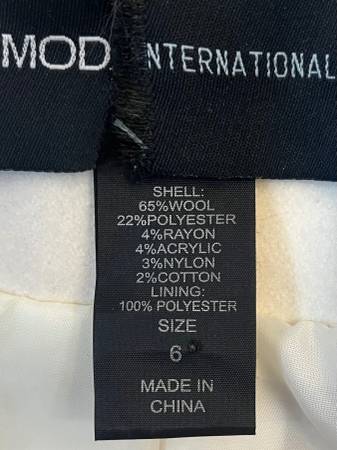 MOD INTERNATIONAL
SHELL:
65%WOOL
22%POLYESTER
4%RAYON
4%ACRYLIC
3%NYLON
2%COTTON
LINING:
100% POLYESTER
SIZE
6
MADE IN
CHINA